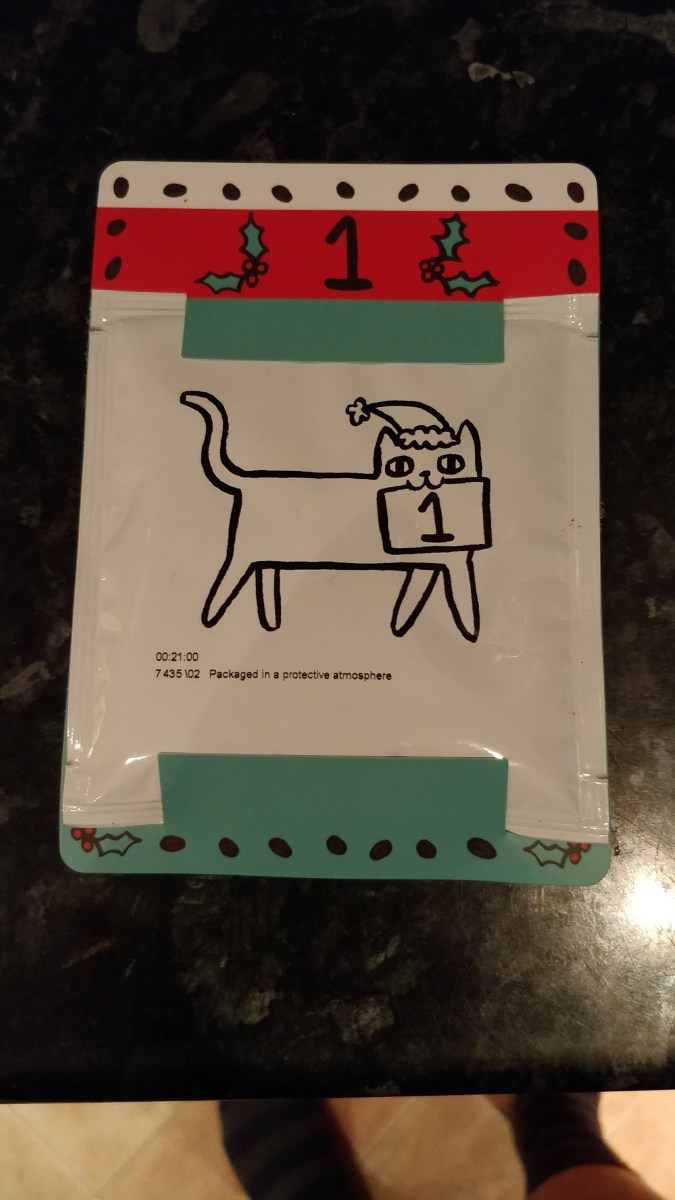 1
1
00:21:00
7 435 \02 Packaged in a protective atmosphere